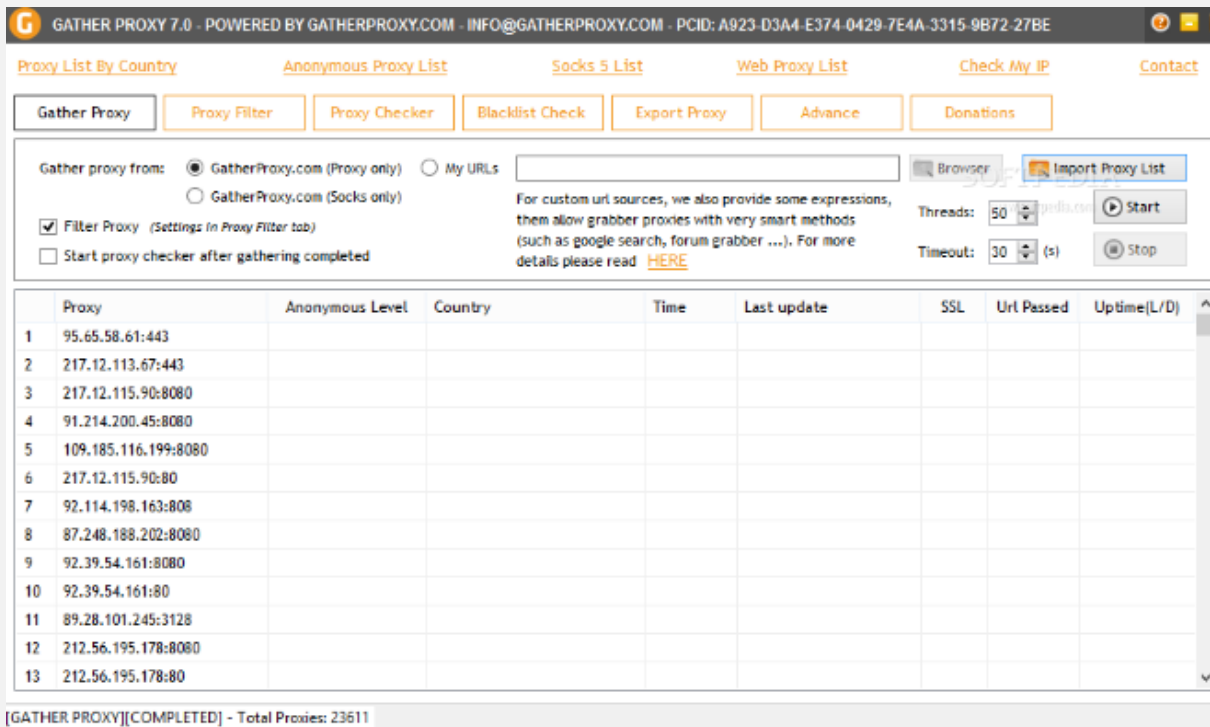 G GATHER PROXY 7.0 - POWERED BY GATHERPROXY.COM - INFO@GATHERPROXY.COM - PCID: A923-D3A4-E374-0429-7E4A-3315-9B72-27BE
Proxy List By Country Anonymous Proxy List Socks 5 List Web Proxy List Check My IP Contact
Gather Proxy Proxy Filter Proxy Checker Blacklist Check Export Proxy Advance Donations
Gather proxy from: GatherProxy.com (Proxy only) My URLs Browser Import Proxy List
SOFTPEDIA
GatherProxy.com (Socks only)
For custom url sources, we also provide some expressions,
them allow grabber proxies with very smart methods
(such as google search, forum grabber ...). For more
details please read HERE
Threads: 50 Start
Filter Proxy (Settings in Proxy Filter tab)
Start proxy checker after gathering completed
Timeout: 30 (s) Stop
Proxy Anonymous Level Country Time Last update SSL Url Passed Uptime(L/D)
1 95.65.58.61:443
2 217.12.113.67:443
3 217.12.115.90:8080
4 91.214.200.45:8080
5 109.185.116.199:8080
6 217.12.115.90:80
7 92.114.198.163:808
8 87.248.188.202:8080
9 92.39.54.161:8080
10 92.39.54.161:80
11 89.28.101.245:3128
12 212.56.195.178:8080
13 212.56.195.178:80
[GATHER PROXY][COMPLETED] - Total Proxies: 23611